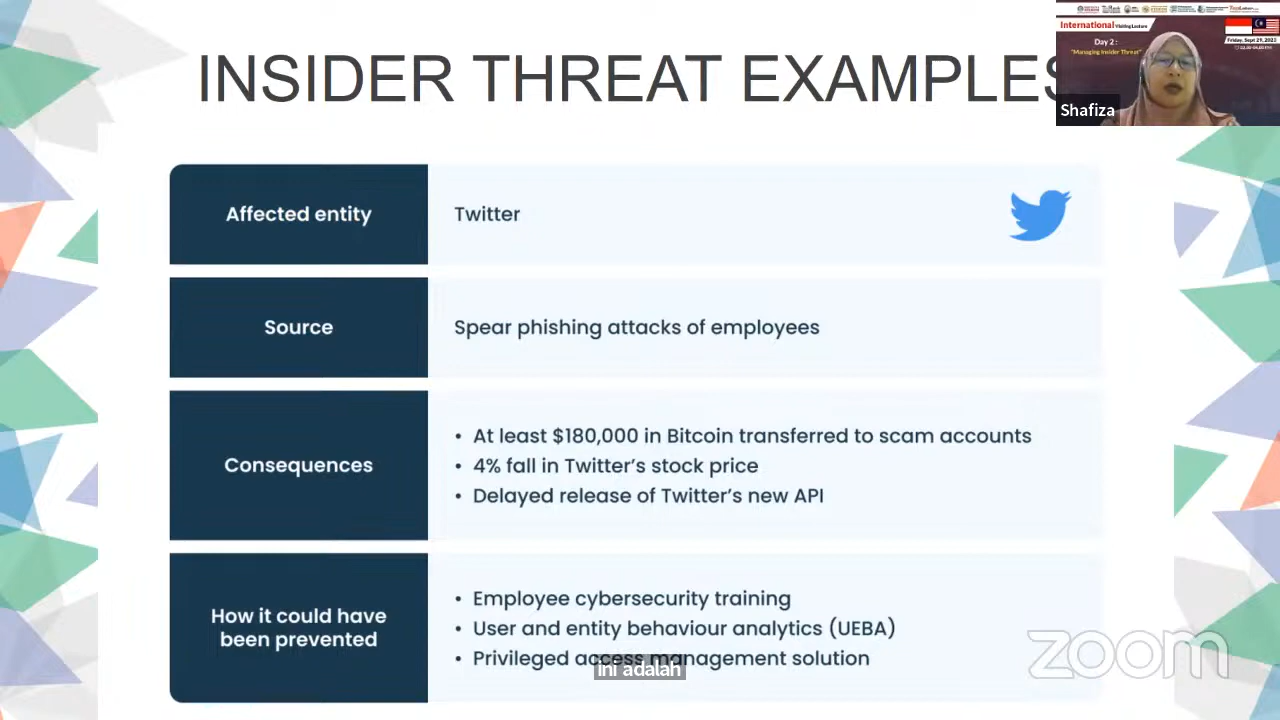 INSIDER THREAT EXAMPLES
International Visiting Lecture
Day 2 :
"Managing Insider Threat"
Friday, Sept 29, 2023
Shafiza
Affected entity
Twitter
Source
Spear phishing attacks of employees
Consequences
• At least $180,000 in Bitcoin transferred to scam accounts
• 4% fall in Twitter's stock price
• Delayed release of Twitter's new API
How it could have
been prevented
• Employee cybersecurity training
• User and entity behaviour analytics (UEBA)
• Privileged access management solution
ini adalah
zoom